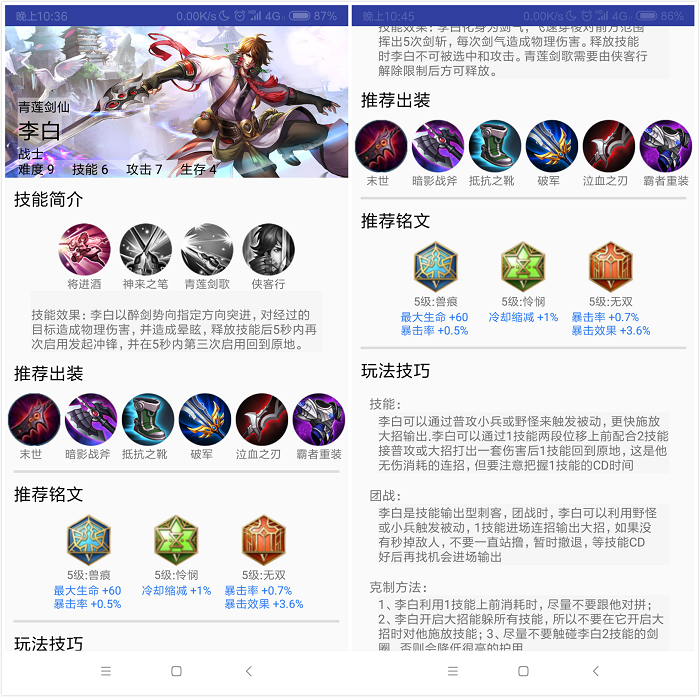 晚上10:36
0.00K/s 4G 87%
青莲剑仙
李白
战士
难度 9 技能 6 攻击 7 生存 4
技能简介
将进酒 神来之笔 青莲剑歌 侠客行
技能效果: 李白以醉剑势向指定方向突进，对经过的
目标造成物理伤害，并造成晕眩，释放技能后5秒内再
次启用发起冲锋，并在5秒内第三次启用回到原地。
推荐出装
末世 暗影战斧 抵抗之靴 破军 泣血之刃 霸者重装
推荐铭文
5级:兽痕 5级:怜悯 5级:无双
最大生命 +60 冷却缩减 +1% 暴击率 +0.7%
暴击率 +0.5% 暴击效果 +3.6%
玩法技巧
晚上10:45
0.00K/s 4G 86%
技能效果: 李白化身为剑气，飞速穿梭对前方范围
挥出5次剑斩，每次剑气造成物理伤害。释放技能
时李白不可被选中和攻击。青莲剑歌需要由侠客行
解除限制后方可释放。
推荐出装
末世 暗影战斧 抵抗之靴 破军 泣血之刃 霸者重装
推荐铭文
5级:兽痕 5级:怜悯 5级:无双
最大生命 +60 冷却缩减 +1% 暴击率 +0.7%
暴击率 +0.5% 暴击效果 +3.6%
玩法技巧
技能:
李白可以通过普攻小兵或野怪来触发被动，更快施放
大招输出.李白可以通过1技能两段位移上前配合2技能
接普攻或大招打出一套伤害后1技能回到原地，这是他
无伤消耗的连招，但要注意把握1技能的CD时间
团战:
李白是技能输出型刺客，团战时，李白可以利用野怪
或小兵触发被动，1技能进场连招输出大招，如果没
有秒掉敌人，不要一直站撸，暂时撤退，等技能CD
好后再找机会进场输出
克制方法:
1、李白利用1技能上前消耗时，尽量不要跟他对拼；
2、李白开启大招能躲所有技能，所以不要在它开启大
招时对他施放技能；3、尽量不要触碰李白2技能的剑
圈，否则会降低很高的护甲